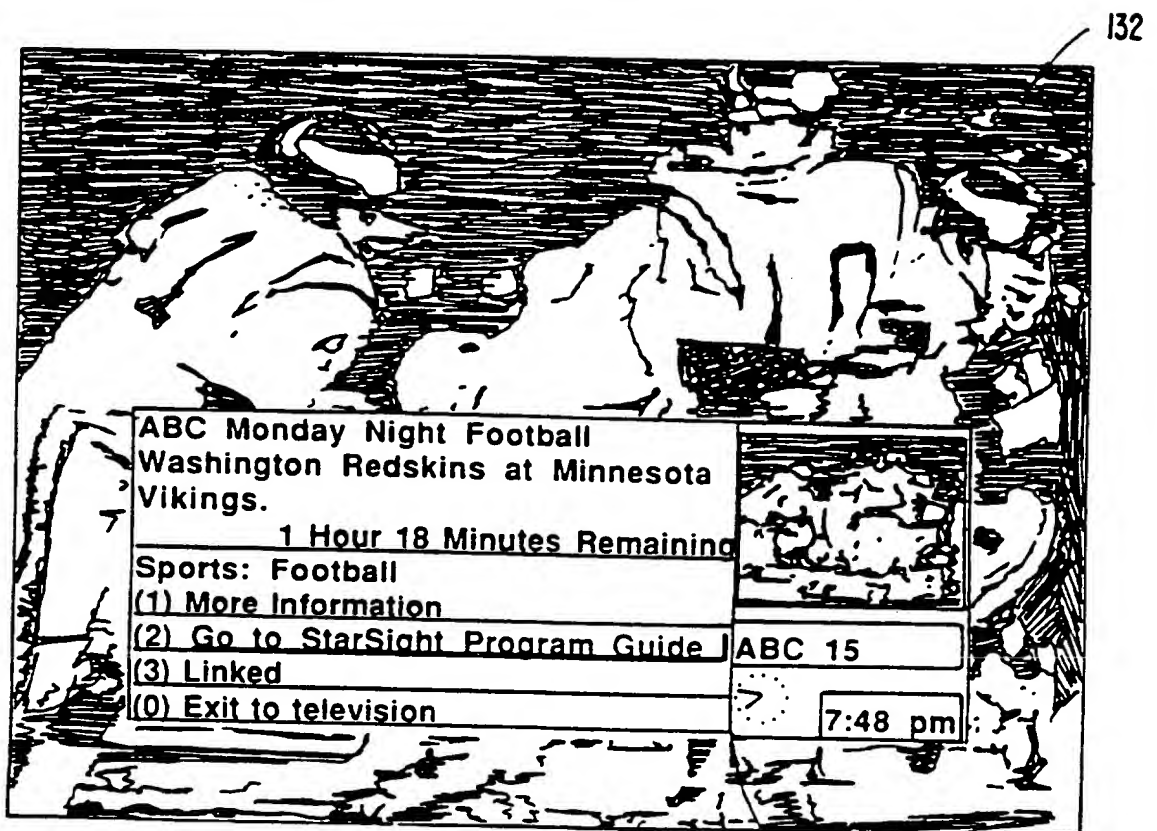 132
ABC Monday Night Football
Washington Redskins at Minnesota
Vikings.
1 Hour 18 Minutes Remaining
Sports: Football
(1) More Information
(2) Go to StarSight Program Guide
ABC 15
(3) Linked
(0) Exit to television
7:48 pm